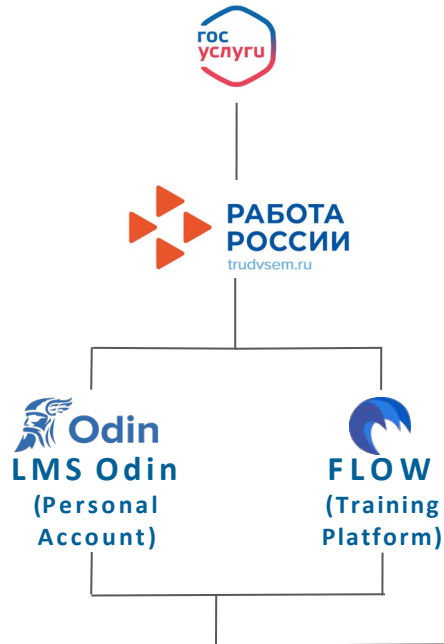 гос
услуги
РАБОТА
РОССИИ
trudvsem.ru
Odin
LMS Odin
(Personal
Account)
FLOW
(Training
Platform)